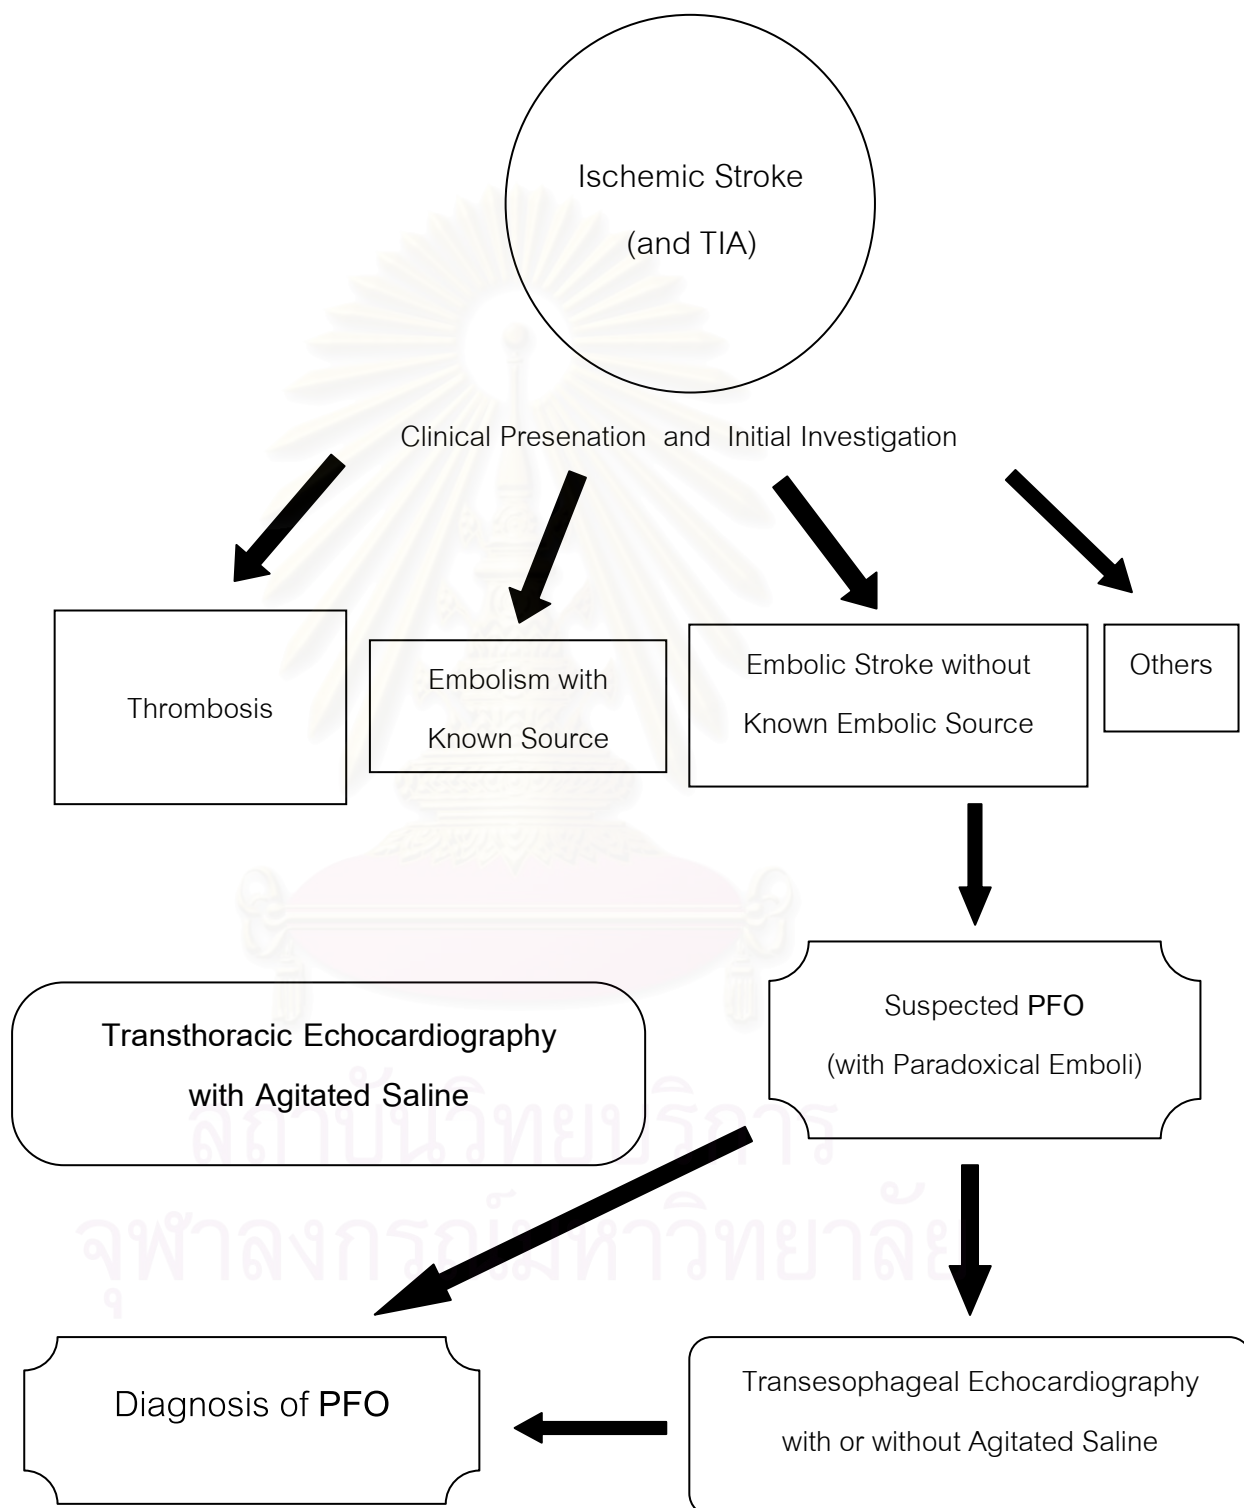 Ischemic Stroke
(and TIA)
Clinical Presenation and Initial Investigation
Thrombosis
Embolism with
Known Source
Embolic Stroke without
Known Embolic Source
Others
Suspected PFO
(with Paradoxical Emboli)
Transthoracic Echocardiography
with Agitated Saline
สถาบันวิทยบริการ
จุฬาลงกรณ์มหาวิทยาลัย
Diagnosis of PFO
Transesophageal Echocardiography
with or without Agitated Saline